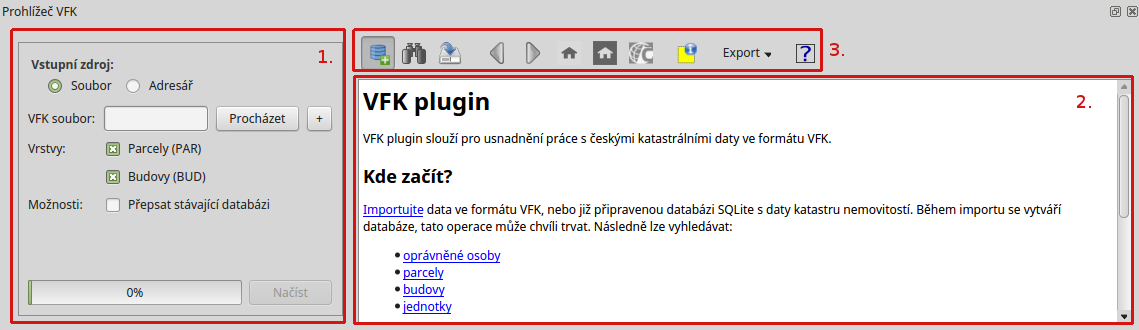 Prohlížeč VFK
1.
Vstupní zdroj:
Soubor Adresář
VFK soubor: Procházet +
Vrstvy: Parcely (PAR)
Budovy (BUD)
Možnosti: Přepsat stávající databázi
0% Načíst
Export ? 3.
2.
VFK plugin
VFK plugin slouží pro usnadnění práce s českými katastrálními daty ve formátu VFK.
Kde začít?
Importujte data ve formátu VFK, nebo již připravenou databázi SQLite s daty katastru nemovitostí. Během importu se vytváří
databáze, tato operace může chvíli trvat. Následně lze vyhledávat:
• oprávněné osoby
• parcely
• budovy
• jednotky